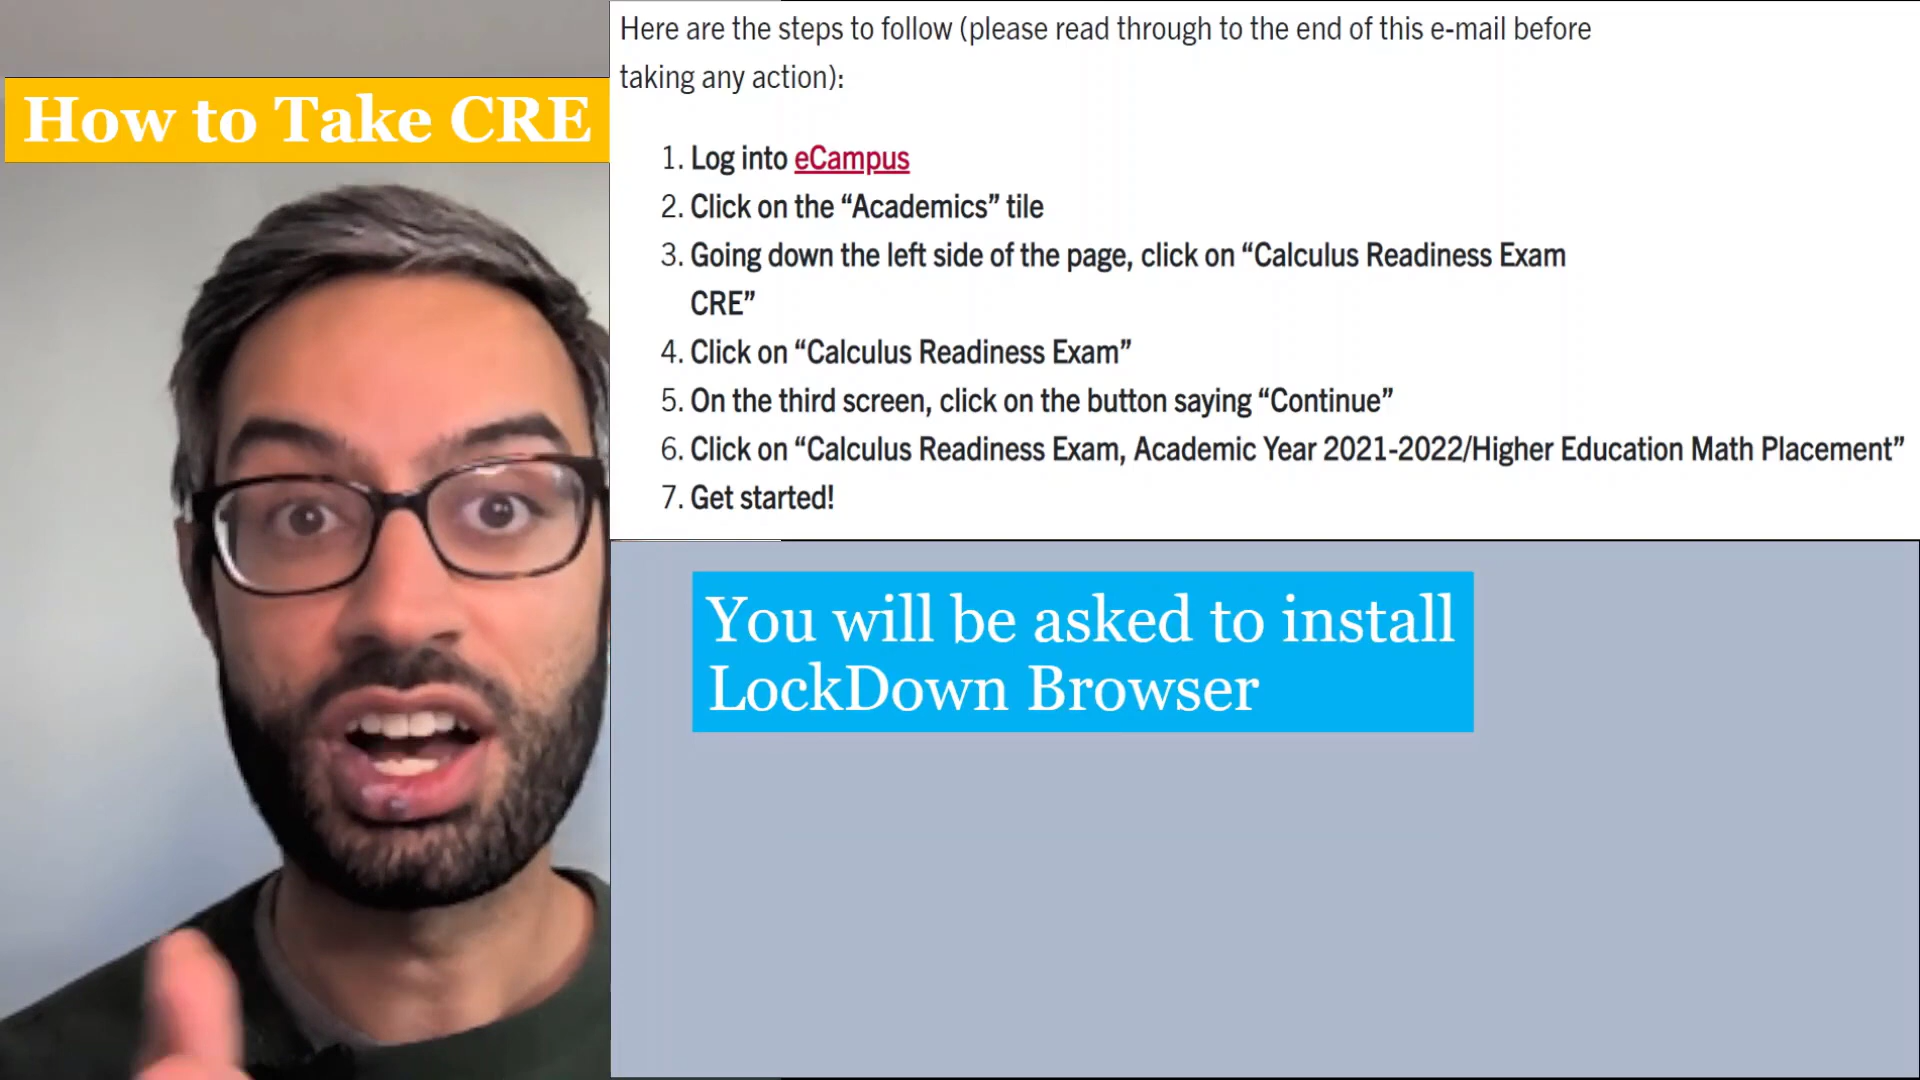 How to Take CRE
Here are the steps to follow (please read through to the end of this e-mail before
taking any action):
1. Log into eCampus
2. Click on the “Academics” tile
3. Going down the left side of the page, click on “Calculus Readiness Exam
CRE”
4. Click on “Calculus Readiness Exam”
5. On the third screen, click on the button saying “Continue”
6. Click on “Calculus Readiness Exam, Academic Year 2021-2022/Higher Education Math Placement”
7. Get started!
You will be asked to install
LockDown Browser